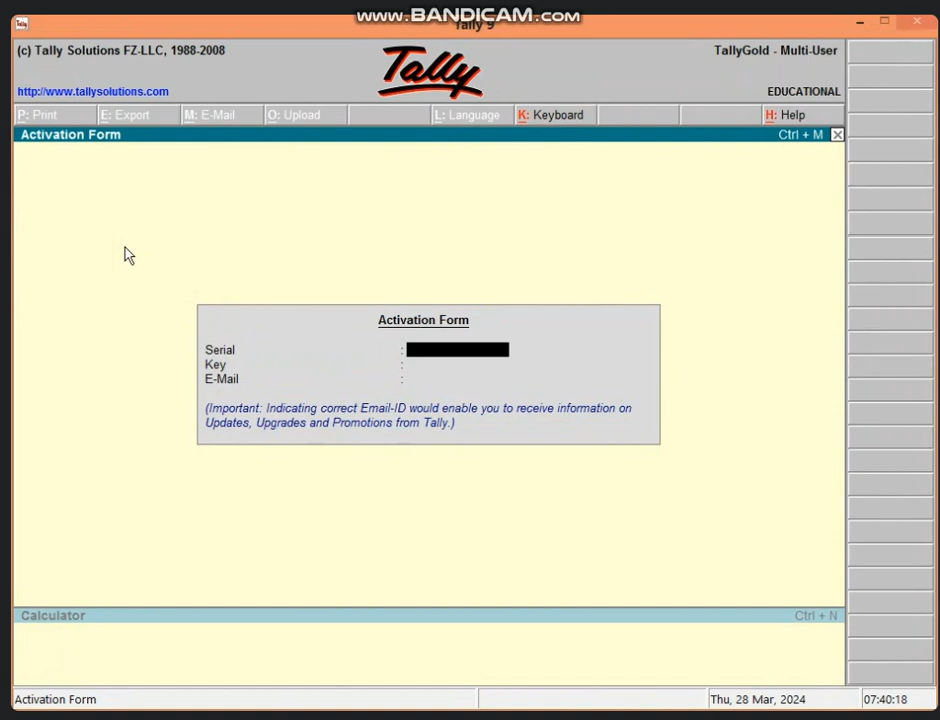 www.BANDICAM.com
Tally 9
(c) Tally Solutions FZ-LLC, 1988-2008
Tally
TallyGold - Multi-User
http://www.tallysolutions.com
EDUCATIONAL
P: Print
E: Export
M: E-Mail
O: Upload
L: Language
K: Keyboard
H: Help
Activation Form
Ctrl + M
Activation Form
Serial :
Key :
E-Mail :
(Important: Indicating correct Email-ID would enable you to receive information on
Updates, Upgrades and Promotions from Tally.)
Calculator
Ctrl + N
Activation Form
Thu, 28 Mar, 2024
07:40:18